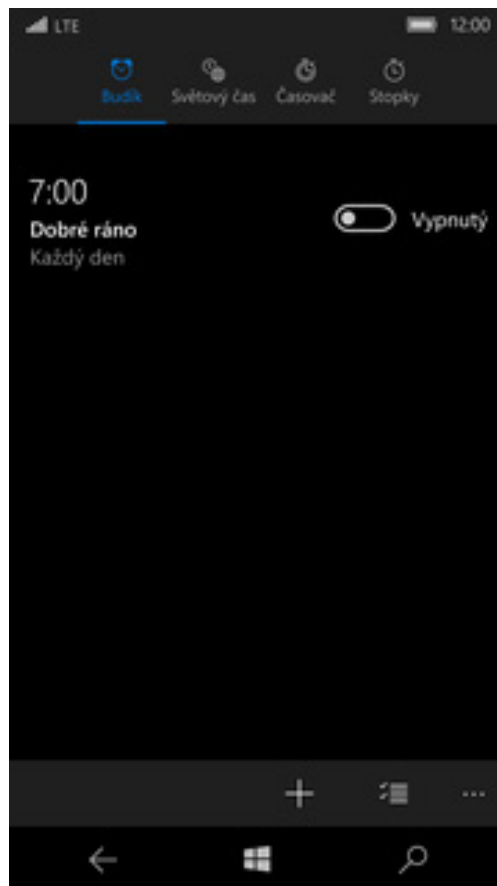 LTE 12:00
Budík Světový čas Časovač Stopky
7:00
Dobré ráno
Vypnutý
Každý den